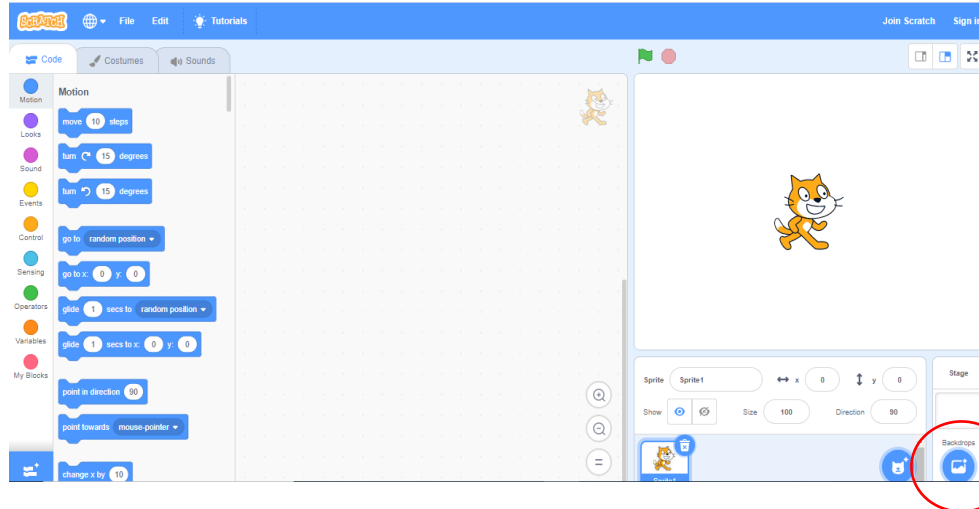 SCRATCH File Edit Tutorials Join Scratch Sign in
Code Costumes Sounds
Motion
Looks
Sound
Events
Control
Sensing
Operators
Variables
My Blocks
Motion
move 10 steps
turn 15 degrees
turn 15 degrees
go to random position
go to x: 0 y: 0
glide 1 secs to random position
glide 1 secs to x: 0 y: 0
point in direction 90
point towards mouse-pointer
change x by 10
Sprite Sprite1 x 0 y 0
Show Size 100 Direction 90
Sprite1
Stage
Backdrops